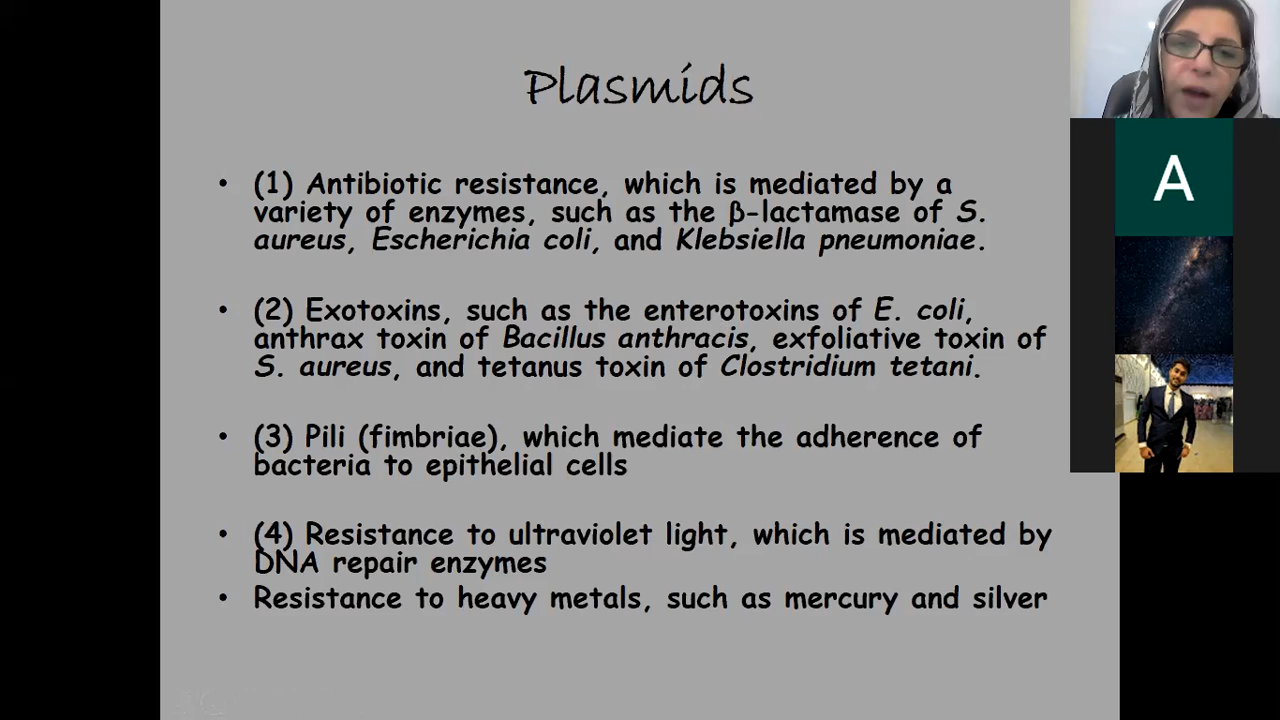 Plasmids
• (1) Antibiotic resistance, which is mediated by a
variety of enzymes, such as the β-lactamase of S.
aureus, Escherichia coli, and Klebsiella pneumoniae.
• (2) Exotoxins, such as the enterotoxins of E. coli,
anthrax toxin of Bacillus anthracis, exfoliative toxin of
S. aureus, and tetanus toxin of Clostridium tetani.
• (3) Pili (fimbriae), which mediate the adherence of
bacteria to epithelial cells
• (4) Resistance to ultraviolet light, which is mediated by
DNA repair enzymes
• Resistance to heavy metals, such as mercury and silver
A